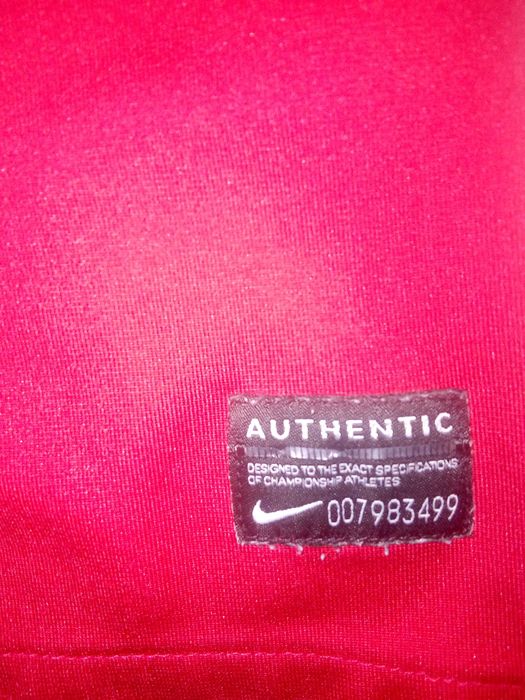 AUTHENTIC
DESIGNED TO THE EXACT SPECIFICATIONS
OF CHAMPIONSHIP ATHLETES
007983499